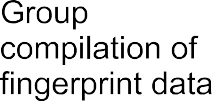 Group
compilation of
fingerprint data